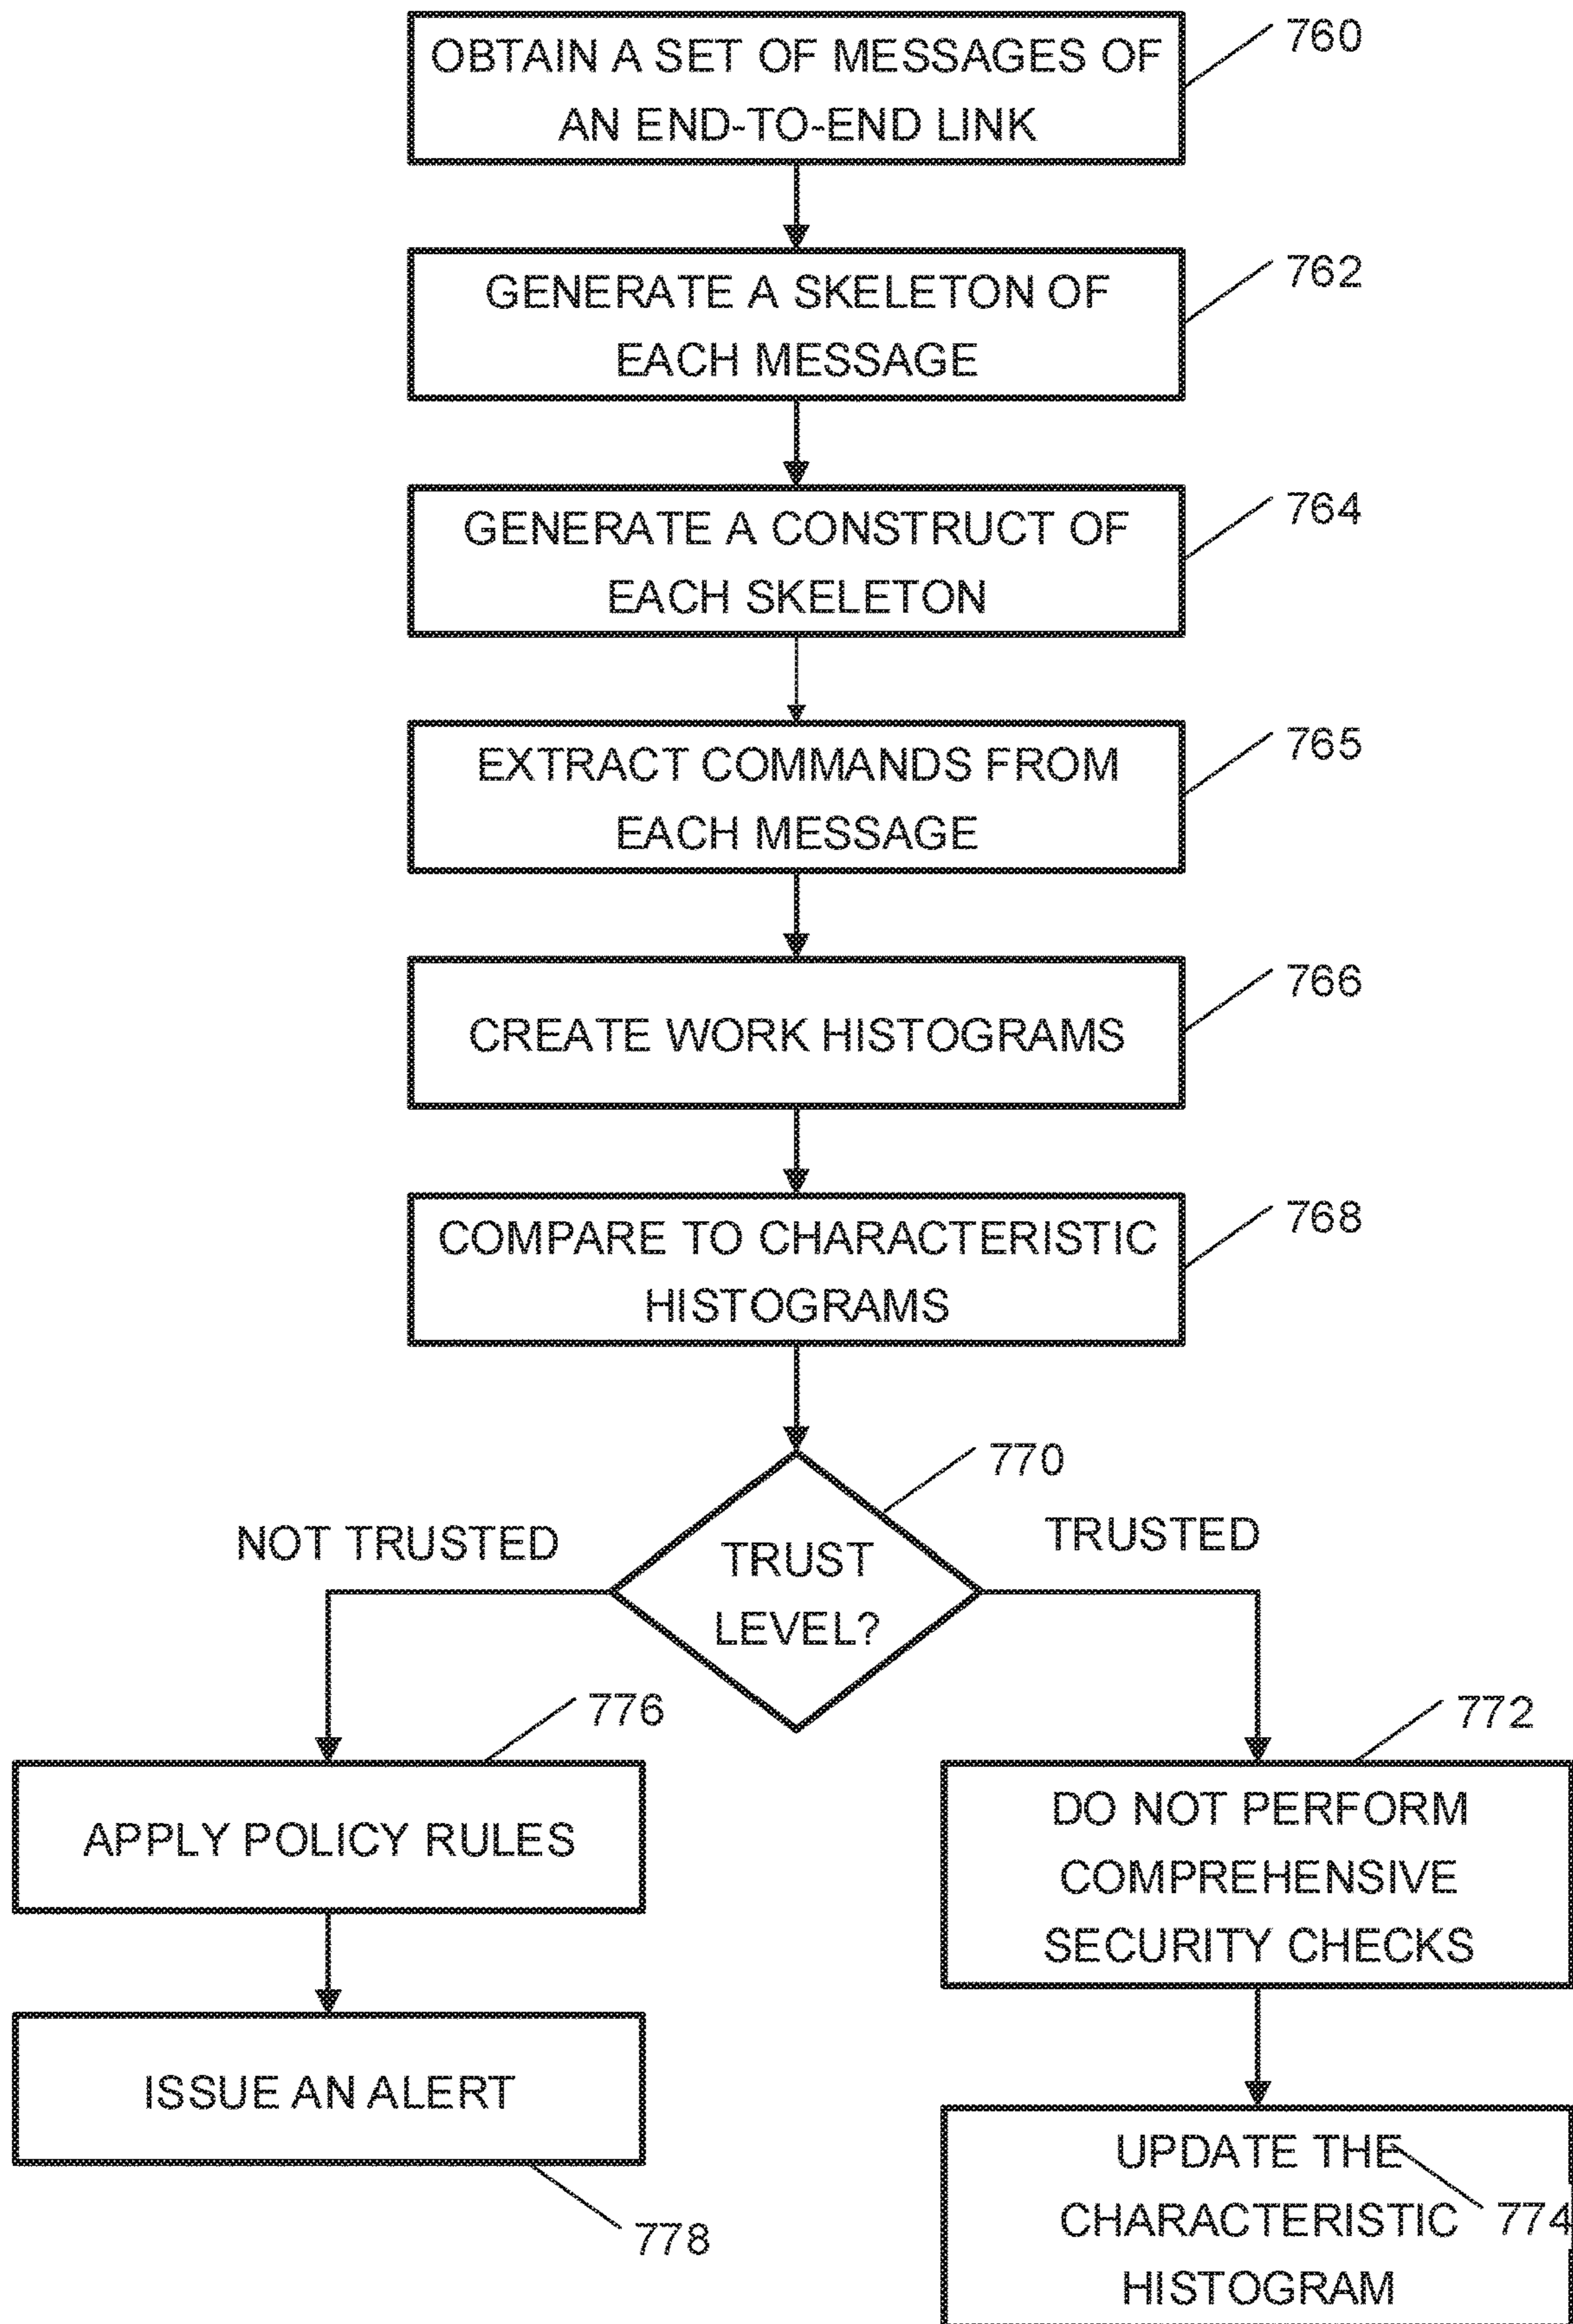 OBTAIN A SET OF MESSAGES OF
AN END-TO-END LINK
760
GENERATE A SKELETON OF
EACH MESSAGE
762
GENERATE A CONSTRUCT OF
EACH SKELETON
764
EXTRACT COMMANDS FROM
EACH MESSAGE
765
CREATE WORK HISTOGRAMS
766
COMPARE TO CHARACTERISTIC
HISTOGRAMS
768
770
TRUST
LEVEL?
NOT TRUSTED
TRUSTED
776
APPLY POLICY RULES
ISSUE AN ALERT
778
772
DO NOT PERFORM
COMPREHENSIVE
SECURITY CHECKS
UPDATE THE
CHARACTERISTIC
HISTOGRAM
774